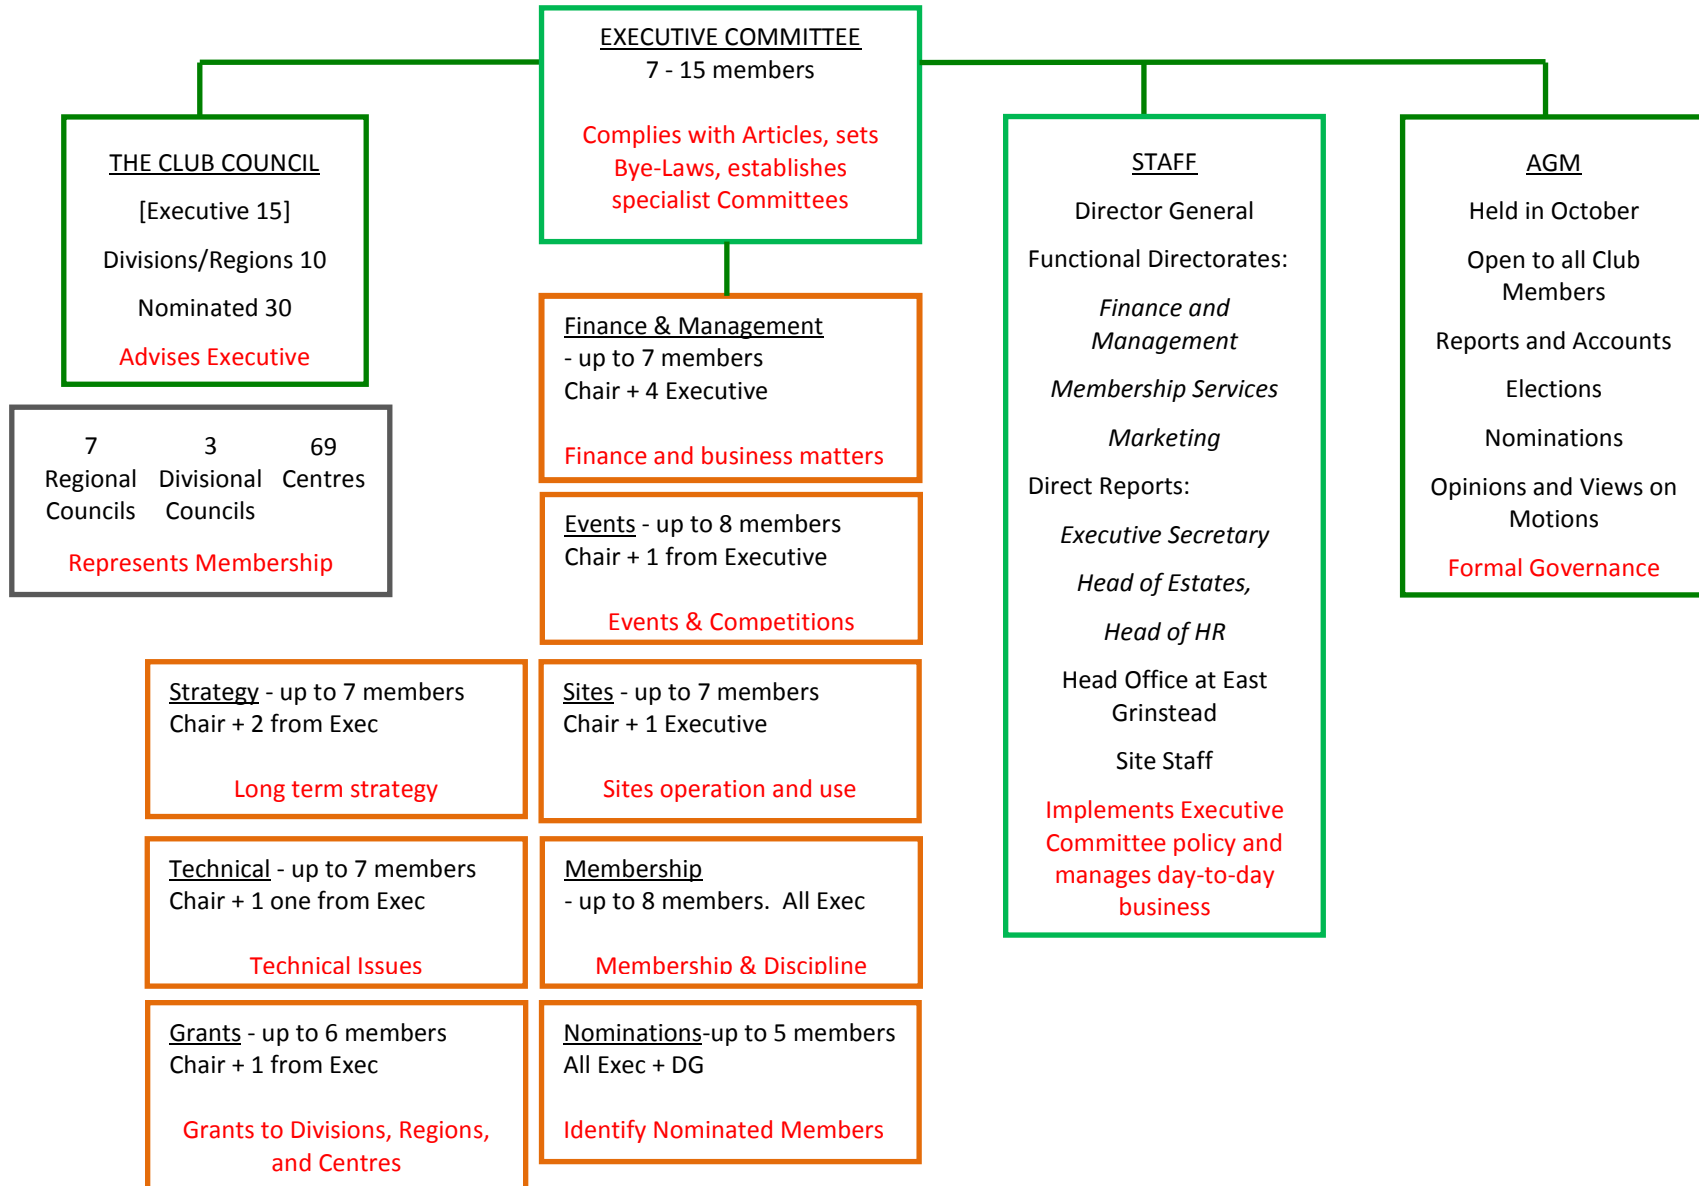 EXECUTIVE COMMITTEE
7 - 15 members
Complies with Articles, sets
Bye-Laws, establishes
specialist Committees
THE CLUB COUNCIL
[Executive 15]
Divisions/Regions 10
Nominated 30
Advises Executive
7 3 69
Regional Divisional Centres
Councils Councils
Represents Membership
Finance & Management
- up to 7 members
Chair + 4 Executive
Finance and business matters
Events - up to 8 members
Chair + 1 from Executive
Events & Competitions
Strategy - up to 7 members
Chair + 2 from Exec
Long term strategy
Sites - up to 7 members
Chair + 1 Executive
Sites operation and use
Technical - up to 7 members
Chair + 1 one from Exec
Technical Issues
Membership
- up to 8 members.  All Exec
Membership & Discipline
Grants - up to 6 members
Chair + 1 from Exec
Grants to Divisions, Regions,
and Centres
Nominations-up to 5 members
All Exec + DG
Identify Nominated Members
STAFF
Director General
Functional Directorates:
Finance and
Management
Membership Services
Marketing
Direct Reports:
Executive Secretary
Head of Estates,
Head of HR
Head Office at East
Grinstead
Site Staff
Implements Executive
Committee policy and
manages day-to-day
business
AGM
Held in October
Open to all Club
Members
Reports and Accounts
Elections
Nominations
Opinions and Views on
Motions
Formal Governance